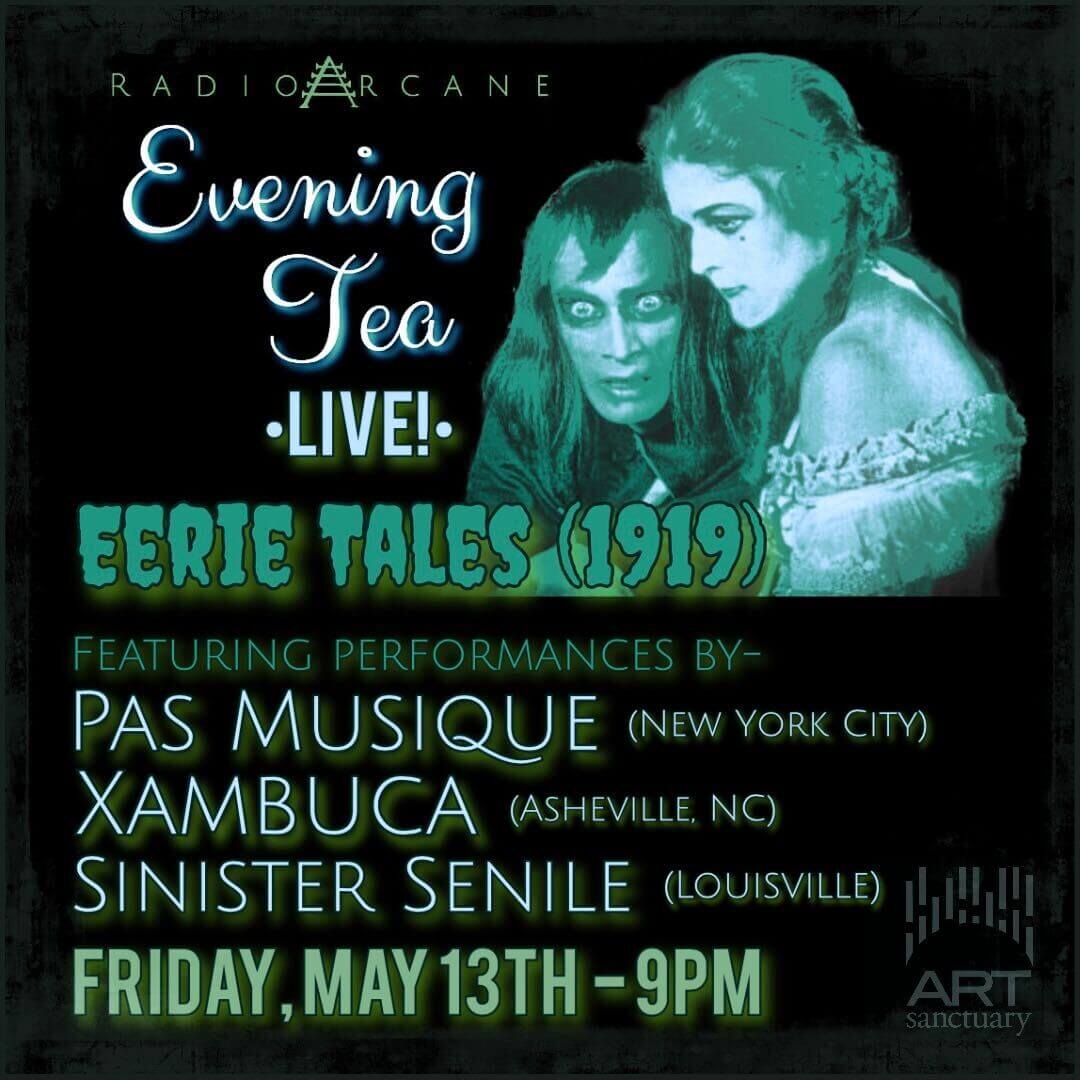 RADIO ARCANE
Evening
Tea
•LIVE!•
EERIE TALES (1919)
FEATURING PERFORMANCES BY-
PAS MUSIQUE (NEW YORK CITY)
XAMBUCA (ASHEVILLE, NC)
SINISTER SENILE (LOUISVILLE)
FRIDAY, MAY 13TH - 9PM
ART
sanctuary